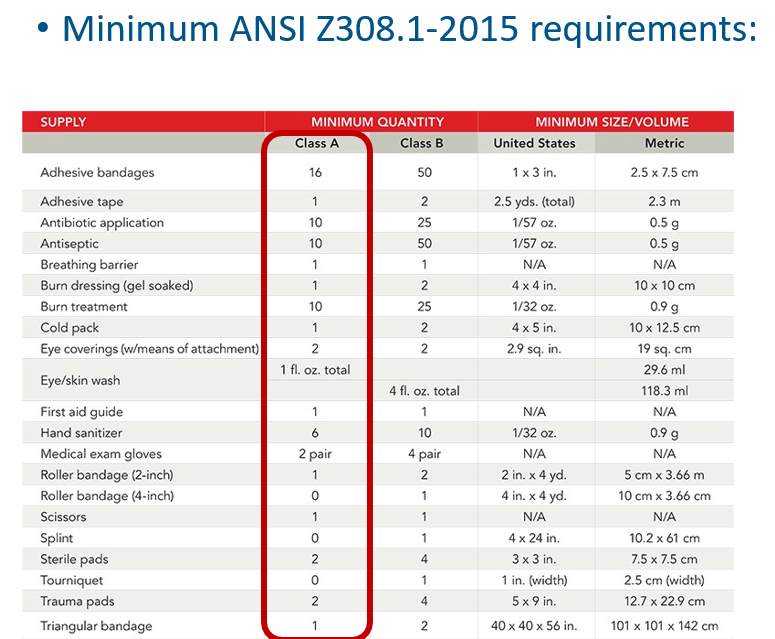 • Minimum ANSI Z308.1-2015 requirements:
SUPPLY MINIMUM QUANTITY MINIMUM SIZE/VOLUME
Class A Class B United States Metric
Adhesive bandages 16 50 1 x 3 in. 2.5 x 7.5 cm
Adhesive tape 1 2 2.5 yds. (total) 2.3 m
Antibiotic application 10 25 1/57 oz. 0.5 g
Antiseptic 10 50 1/57 oz. 0.5 g
Breathing barrier 1 1 N/A N/A
Burn dressing (gel soaked) 1 2 4 x 4 in. 10 x 10 cm
Burn treatment 10 25 1/32 oz. 0.9 g
Cold pack 1 2 4 x 5 in. 10 x 12.5 cm
Eye coverings (w/means of attachment) 2 2 2.9 sq. in. 19 sq. cm
Eye/skin wash 1 fl. oz. total 29.6 ml
4 fl. oz. total 118.3 ml
First aid guide 1 1 N/A N/A
Hand sanitizer 6 10 1/32 oz. 0.9 g
Medical exam gloves 2 pair 4 pair N/A N/A
Roller bandage (2-inch) 1 2 2 in. x 4 yd. 5 cm x 3.66 m
Roller bandage (4-inch) 0 1 4 in. x 4 yd. 10 cm x 3.66 cm
Scissors 1 1 N/A N/A
Splint 0 1 4 x 24 in. 10.2 x 61 cm
Sterile pads 2 4 3 x 3 in. 7.5 x 7.5 cm
Tourniquet 0 1 1 in. (width) 2.5 cm (width)
Trauma pads 2 4 5 x 9 in. 12.7 x 22.9 cm
Triangular bandage 1 2 40 x 40 x 56 in. 101 x 101 x 142 cm